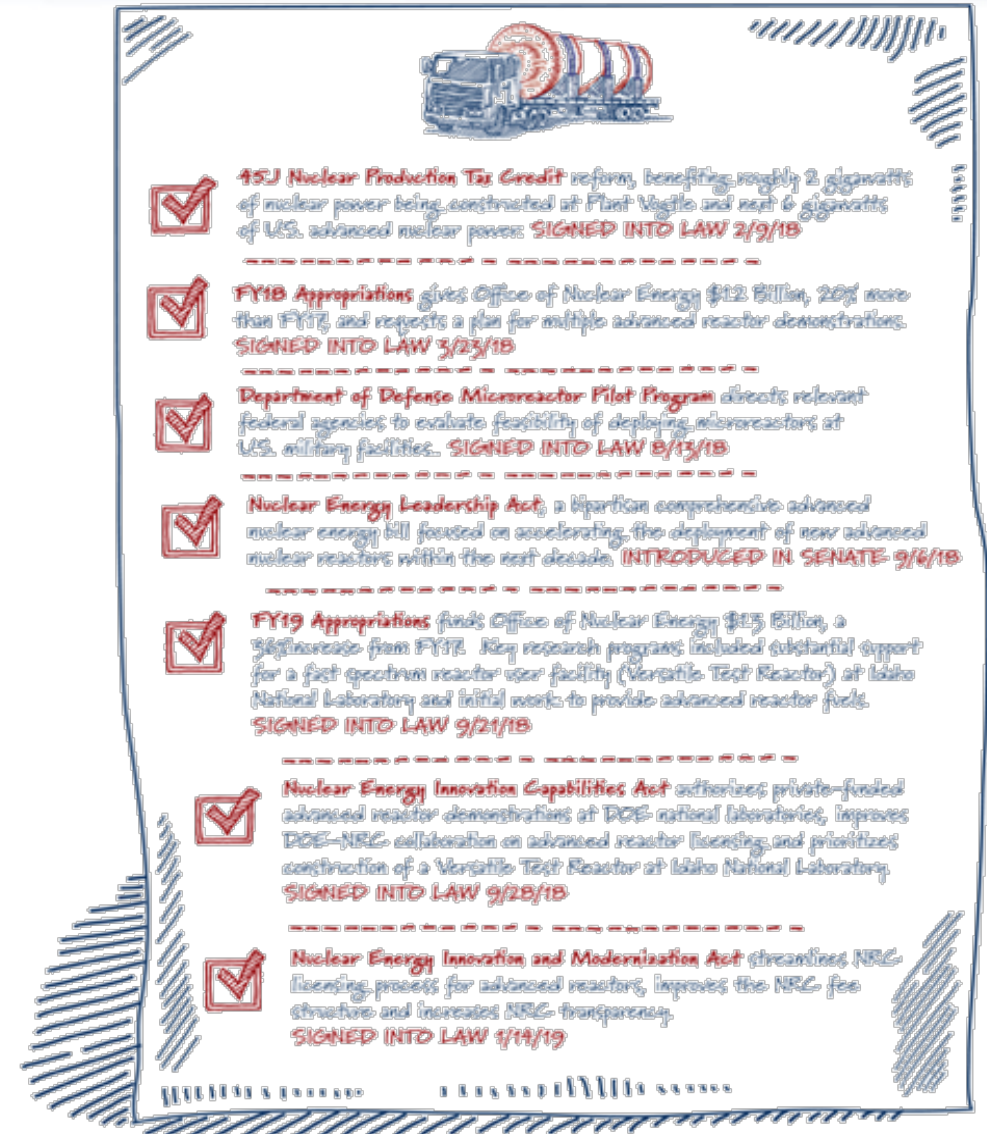 45J Nuclear Production Tax Credit reform, benefiting roughly 2 gigawatts
of nuclear power being constructed at Plant Vogtle and next 6 gigawatts
of U.S. advanced nuclear power. SIGNED INTO LAW 2/9/18
FY18 Appropriations gives Office of Nuclear Energy $1.2 Billion, 20% more
than FY17, and requests a plan for multiple advanced reactor demonstrations.
SIGNED INTO LAW 3/23/18
Department of Defense Microreactor Pilot Program directs relevant
federal agencies to evaluate feasibility of deploying microreactors at
U.S. military facilities. SIGNED INTO LAW 8/13/18
Nuclear Energy Leadership Act, a bipartisan comprehensive advanced
nuclear energy bill focused on accelerating the deployment of new advanced
nuclear reactors within the next decade. INTRODUCED IN SENATE 9/6/18
FY19 Appropriations funds Office of Nuclear Energy $1.3 Billion, a
increase from FY17. Key research programs included substantial support
for a fast spectrum reactor user facility (Versatile Test Reactor) at Idaho
National Laboratory and initial work to provide advanced reactor fuels.
SIGNED INTO LAW 9/21/18
Nuclear Energy Innovation Capabilities Act authorizes private-funded
advanced reactor demonstrations at DOE national laboratories, improves
DOE-NRC collaboration on advanced reactor licensing and prioritizes
construction of a Versatile Test Reactor at Idaho National Laboratory.
SIGNED INTO LAW 9/28/18
Nuclear Energy Innovation and Modernization Act streamlines NRC
licensing process for advanced reactors, improves the NRC fee
structure and increases NRC transparency.
SIGNED INTO LAW 1/14/19